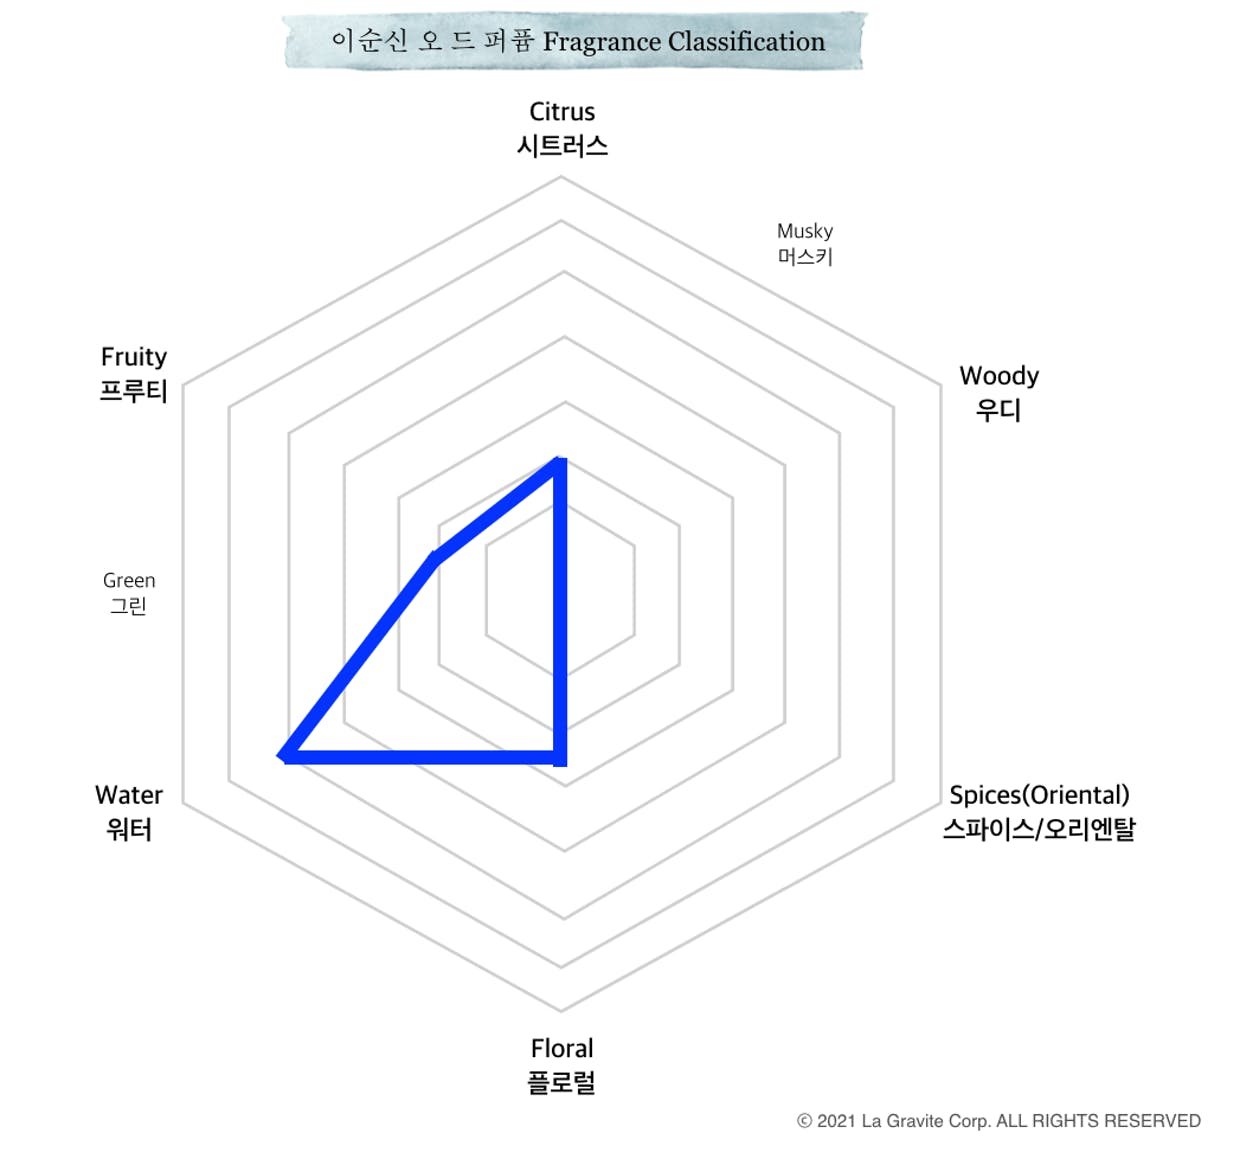 이순신 오 드 퍼퓸 Fragrance Classification
Citrus
시트러스
Musky
머스키
Fruity
프루티
Woody
우디
Green
그린
Water
워터
Spices(Oriental)
스파이스/오리엔탈
Floral
플로럴
© 2021 La Gravite Corp. ALL RIGHTS RESERVED